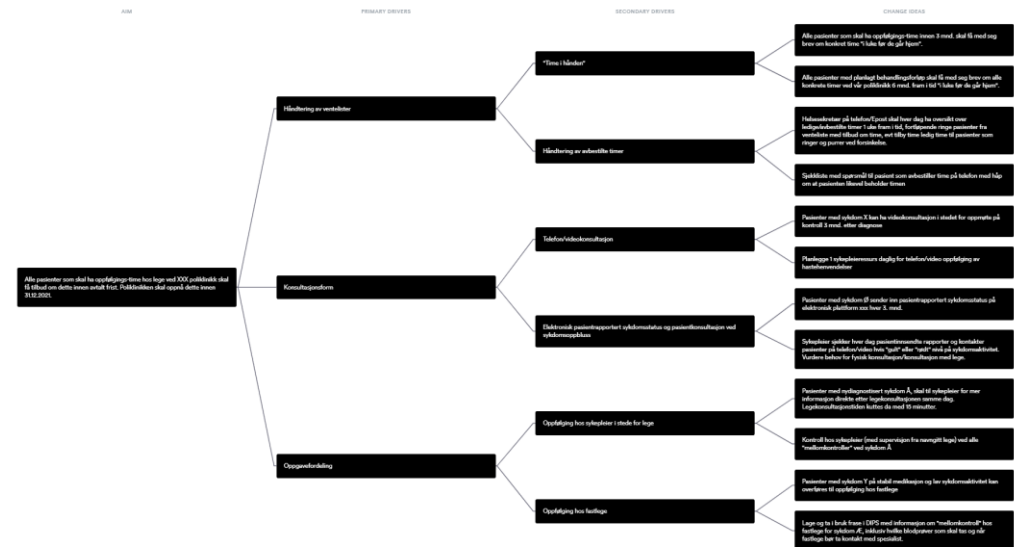 AIM
PRIMARY DRIVERS
SECONDARY DRIVERS
CHANGE IDEAS
Alle pasienter som skal ha oppfølgings-time hos lege ved XXX poliklinikk skal
få tilbud om dette innen avtalt frist. Poliklinikken skal oppnå dette innen
31.12.2021.
Håndtering av ventelister
"Time i hånden"
Alle pasienter som skal ha oppfølgings-time innen 3 mnd. skal få med seg
brev om konkret time "i luke før de går hjem".
Alle pasienter med planlagt behandlingsforløp skal få med seg brev om alle
konkrete timer ved vår poliklinikk 6 mnd. fram i tid "i luke før de går hjem".
Håndtering av avbestilte timer
Helsesekretær på telefon/Epost skal hver dag ha oversikt over
ledige/avbestilte timer 1 uke fram i tid, fortløpende ringe pasienter fra
venteliste med tilbud om time, evt tilby time ledig time til pasienter som
ringer og purrer ved forsinkelse.
Sjekkliste med spørsmål til pasient som avbestiller time på telefon med håp
om at pasienten likevel beholder timen
Konsultasjonsform
Telefon/videokonsultasjon
Pasienter med sykdom X kan ha videokonsultasjon i stedet for oppmøte på
kontroll 3 mnd. etter diagnose
Planlegge 1 sykepleierressurs daglig for telefon/video oppfølging av
hastehenvendelser
Elektronisk pasientrapportert sykdomsstatus og pasientkonsultasjon ved
sykdomsoppbluss
Pasienter med sykdom Ø sender inn pasientrapportert sykdomsstatus på
elektronisk plattform xxx hver 3. mnd.
Sykepleier sjekker hver dag pasientinnsendte rapporter og kontakter
pasienter på telefon/video hvis "gult" eller "rødt" nivå på sykdomsaktivitet.
Vurdere behov for fysisk konsultasjon/konsultasjon med lege.
Oppgavefordeling
Oppfølging hos sykepleier i stede for lege
Pasienter med nydiagnostisert sykdom Å, skal til sykepleier for mer
informasjon direkte etter legekonsultasjonen samme dag.
Legekonsultasjonstiden kuttes da med 15 minutter.
Kontroll hos sykepleier (med supervisjon fra navngitt lege) ved alle
"mellomkontroller" ved sykdom Å
Oppfølging hos fastlege
Pasienter med sykdom Y på stabil medikasjon og lav sykdomsaktivitet kan
overføres til oppfølging hos fastlege
Lage og ta i bruk frase i DIPS med informasjon om "mellomkontroll" hos
fastlege for sykdom Æ, inklusiv hvilke blodprøver som skal tas og når
fastlege bør ta kontakt med spesialist.